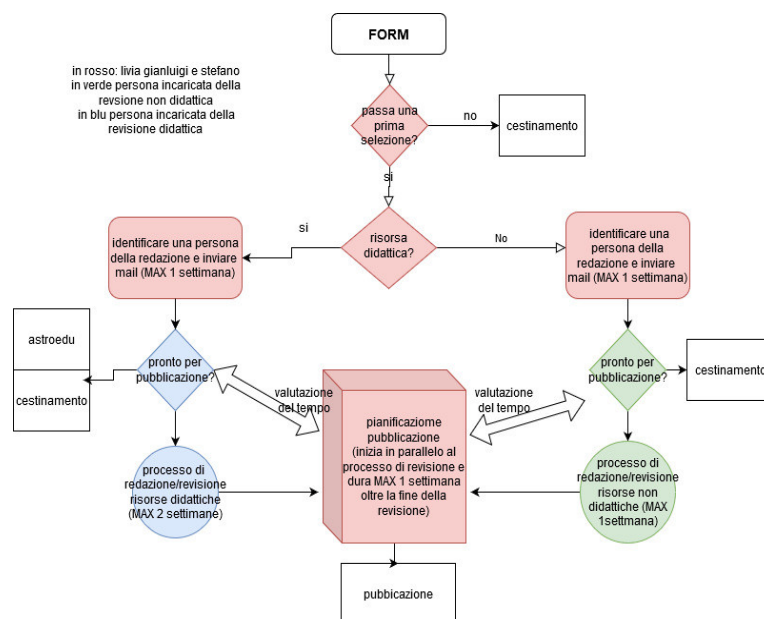 FORM
in rosso: livia gianluigi e stefano
in verde persona incaricata della
revsione non didattica
in blu persona incaricata della
revisione didattica
passa una
prima
selezione?
no
cestinamento
si
si
risorsa
didattica?
No
identificare una persona
della redazione e inviare
mail (MAX 1 settimana)
identificare una
persona della
redazione e inviare
mail (MAX 1 settimana)
astroedu
cestinamento
pronto per
pubblicazione?
valutazione
del tempo
pianificaziome
pubblicazione
(inizia in parallelo al
processo di revisione e
dura MAX 1 settimana
oltre la fine della
revisione)
valutazione
del tempo
pronto per
pubblicazione?
cestinamento
processo di
redazione/revisione
risorse didattiche
(MAX 2 settimane)
processo di
redazione/revisione
risorse non
didattiche (MAX
1settmana)
pubbicazione